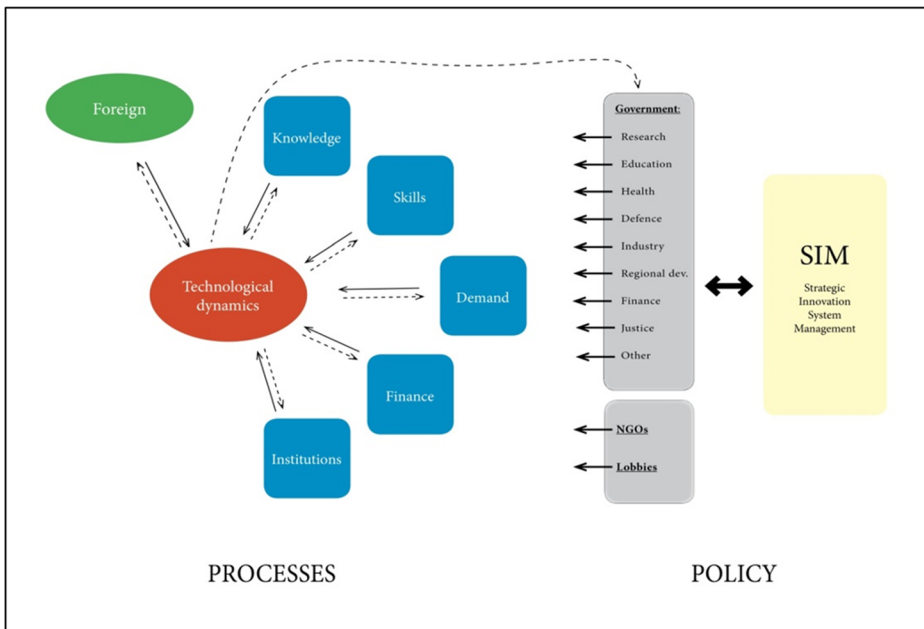 Foreign
Knowledge
Skills
Technological
dynamics
Demand
Finance
Institutions
Government:
Research
Education
Health
Defence
Industry
Regional dev.
Finance
Justice
Other
NGOs
Lobbies
SIM
Strategic
Innovation
System
Management
PROCESSES
POLICY